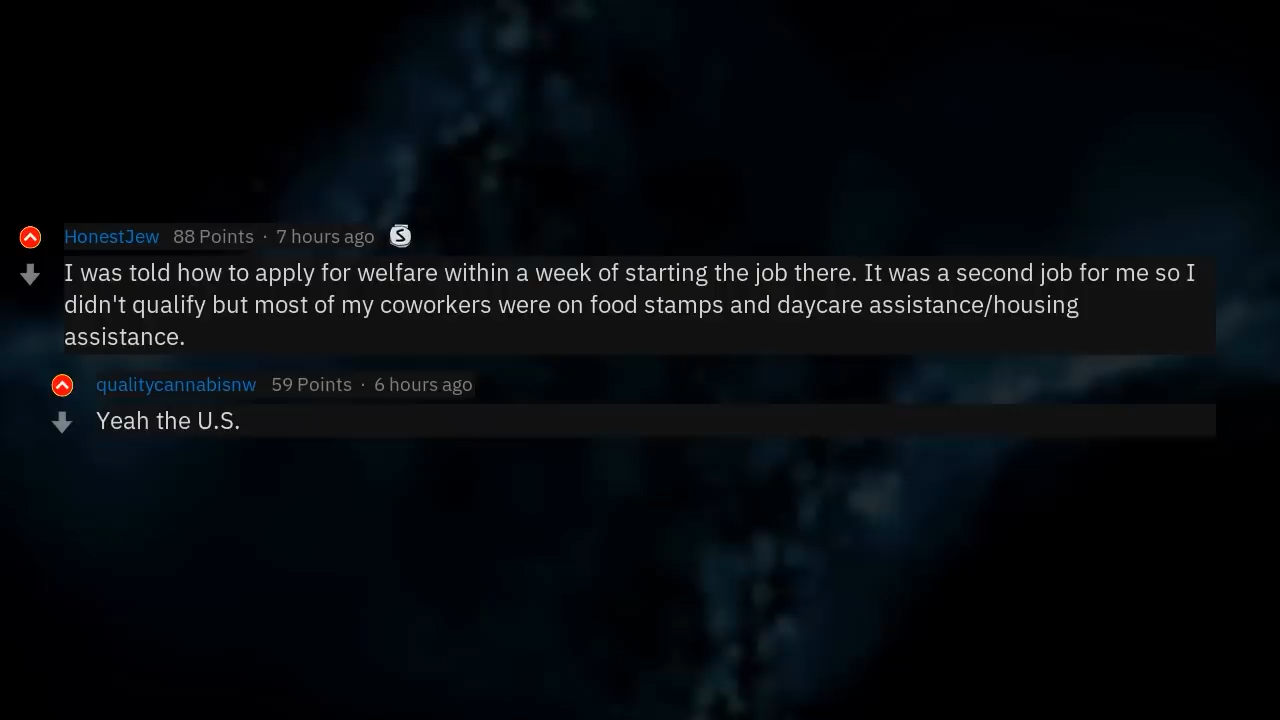 HonestJew 88 Points · 7 hours ago S
I was told how to apply for welfare within a week of starting the job there. It was a second job for me so I
didn't qualify but most of my coworkers were on food stamps and daycare assistance/housing
assistance.
qualitycannabisnw 59 Points · 6 hours ago
Yeah the U.S.